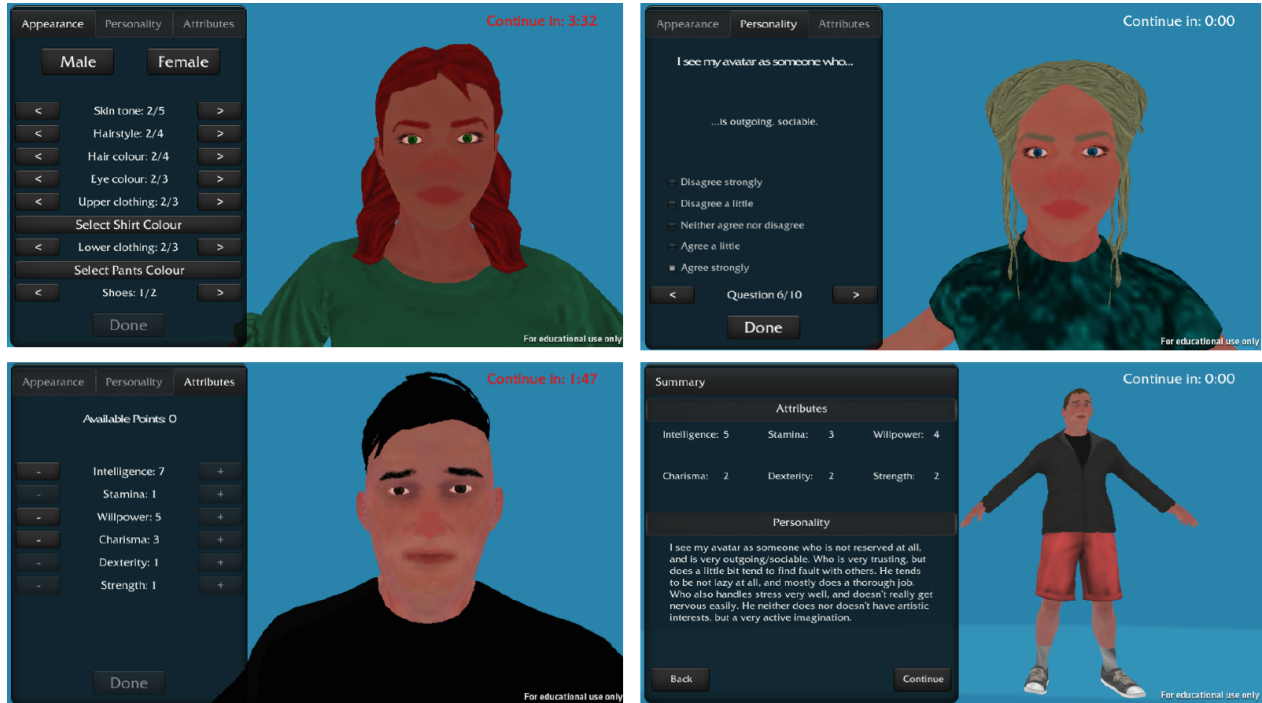 Appearance Personality Attributes
Continue in: 3:32
Male Female
< Skin tone: 2/5 >
< Hairstyle: 2/4 >
< Hair colour: 2/4 >
< Eye colour: 2/3 >
< Upper clothing: 2/3 >
Select Shirt Colour
< Lower clothing: 2/3 >
Select Pants Colour
< Shoes: 1/2 >
Done
For educational use only
Appearance Personality Attributes
Continue in: 0:00
I see my avatar as someone who...
...is outgoing, sociable.
Disagree strongly
Disagree a little
Neither agree nor disagree
Agree a little
Agree strongly
< Question 6/10 >
Done
For educational use only
Appearance Personality Attributes
Continue in: 1:47
Available Points: 0
- Intelligence: 7 +
- Stamina: 1 +
- Willpower: 5 +
- Charisma: 3 +
- Dexterity: 1 +
- Strength: 1 +
Done
For educational use only
Summary
Continue in: 0:00
Attributes
Intelligence: 5 Stamina: 3 Willpower: 4
Charisma: 2 Dexterity: 2 Strength: 2
Personality
I see my avatar as someone who is not reserved at all,
and is very outgoing/sociable. Who is very trusting, but
does a little bit tend to find fault with others. He tends
to be not lazy at all, and mostly does a thorough job.
Who also handles stress very well, and doesn't really get
nervous easily. He neither does nor doesn't have artistic
interests, but a very active imagination.
Back Continue
For educational use only